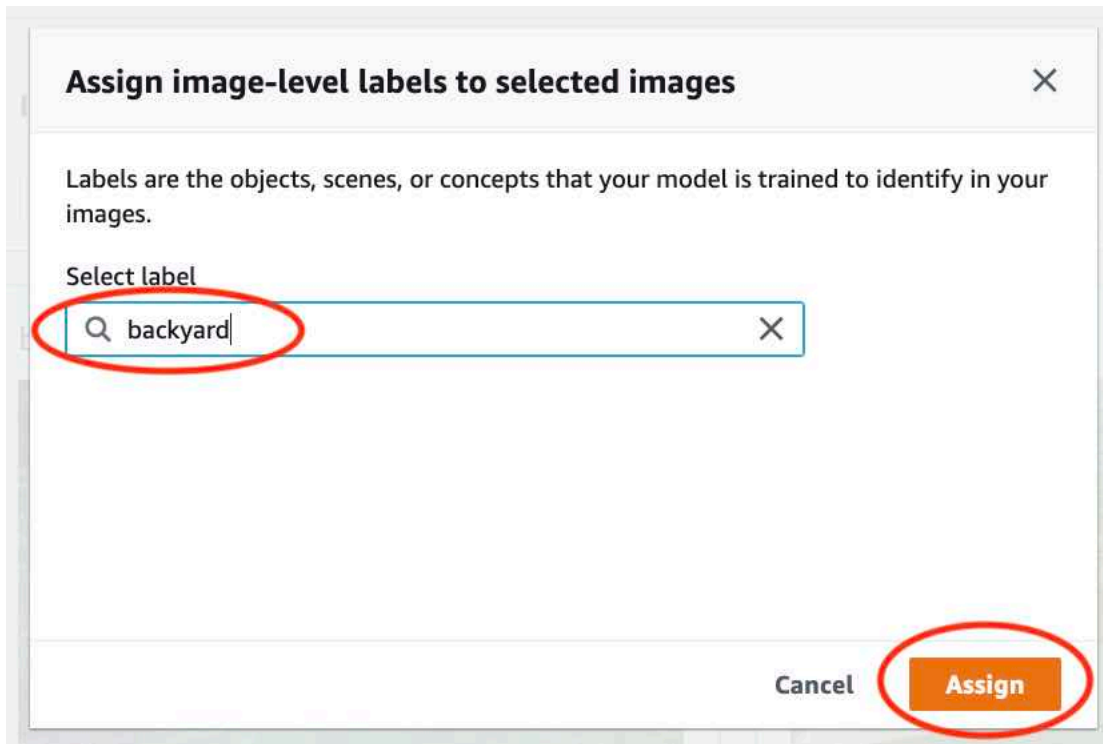 Assign image-level labels to selected images
Labels are the objects, scenes, or concepts that your model is trained to identify in your
images.
Select label
backyard
Cancel
Assign